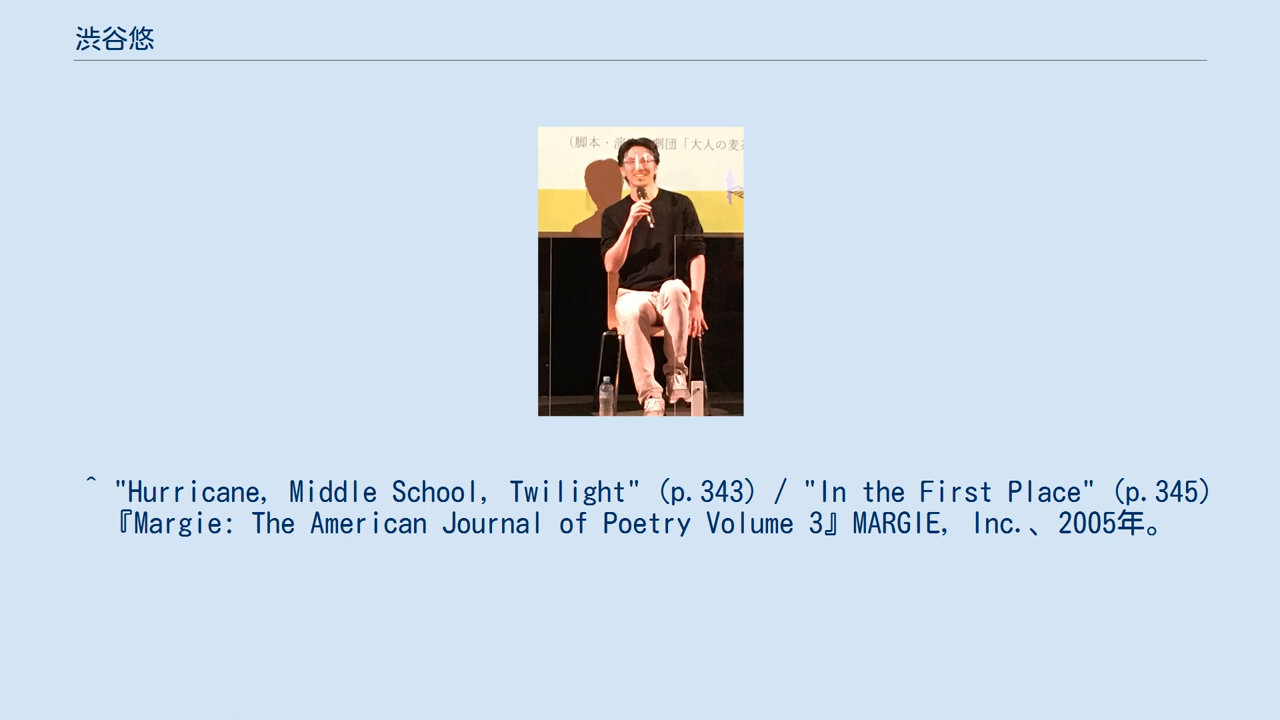 渋谷悠
(脚本・演 劇団「大人の麦
^ "Hurricane, Middle School, Twilight" (p.343) / "In the First Place" (p.345)
『Margie: The American Journal of Poetry Volume 3』MARGIE, Inc.、2005年。